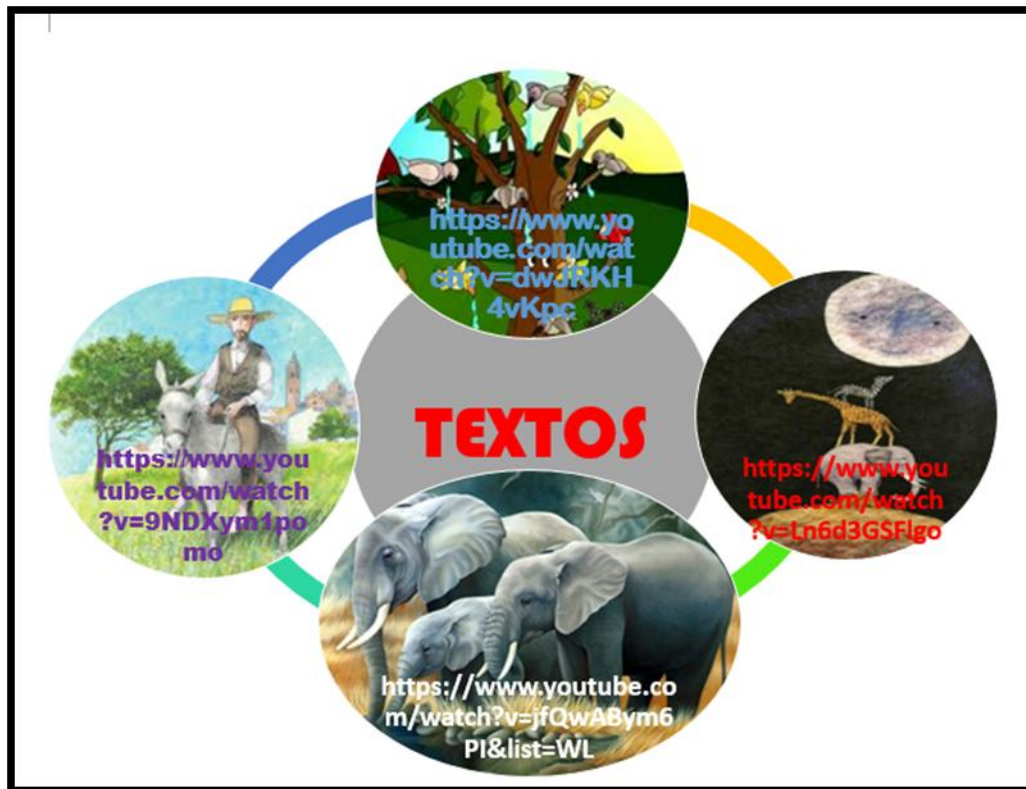 https://www.yo
utube.com/wat
ch?v=dwJRKH
4vKpc
https://www.you
tube.com/watch
?v=9NDXym1po
mo
TEXTOS
https://www.you
tube.com/watch
?v=Ln6d3GSFlgo
https://www.youtube.co
m/watch?v=jfQwABym6
PI&list=WL